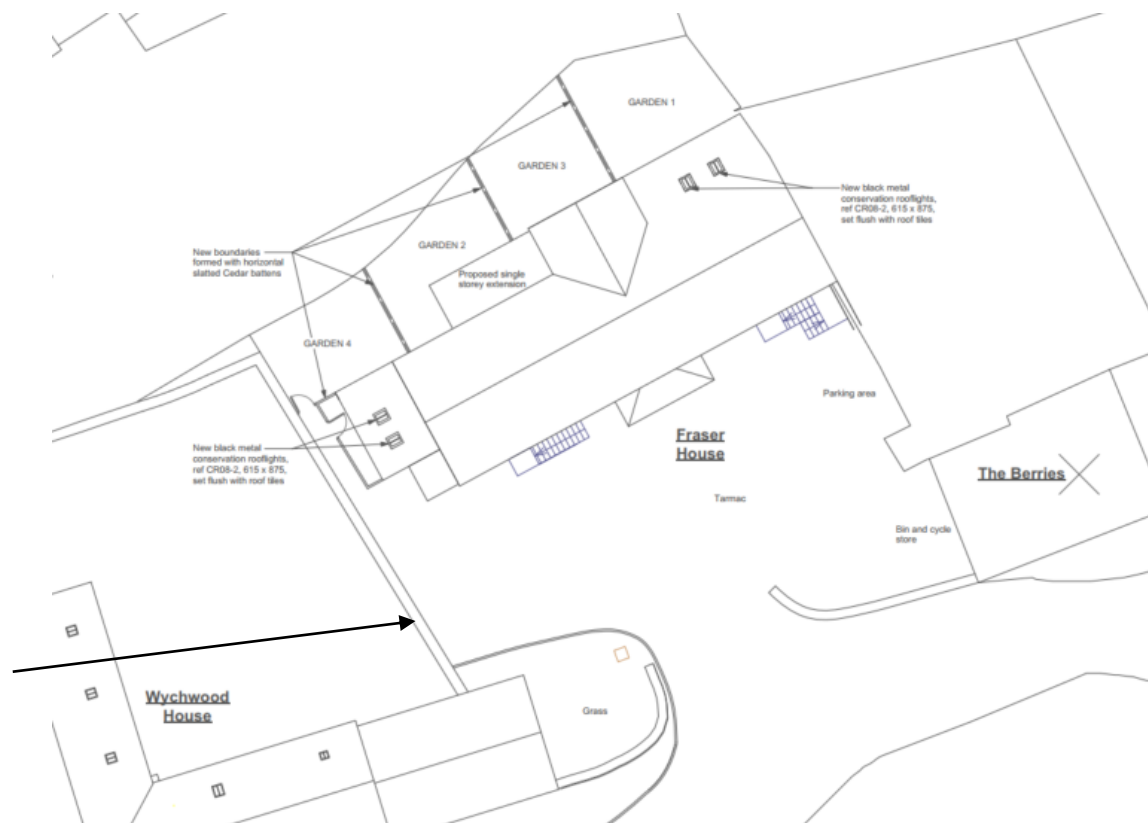 GARDEN 1
GARDEN 3
New black metal
conservation rooflights,
ref CR08-2, 615 x 875,
set flush with roof tiles
GARDEN 2
New boundaries
formed with horizontal
slatted Cedar battens
Proposed single
storey extension
GARDEN 4
Parking area
New black metal
conservation rooflights,
ref CR08-2, 615 x 875,
set flush with roof tiles
Fraser
House
The Berries
Tarmac
Bin and cycle
store
Wychwood
House
Grass